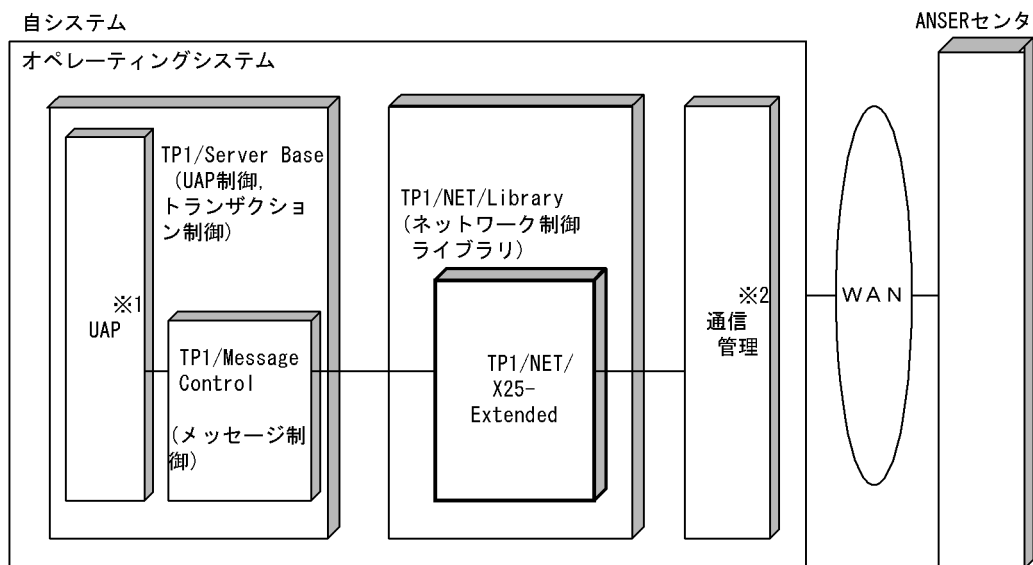 自システム
ANSERセンタ
オペレーティングシステム
TP1/Server Base
(UAP制御,
トランザクショ
ン制御)
※1
UAP
TP1/Message
Control
(メッセージ制
御)
TP1/NET/Library
(ネットワーク制御
ライブラリ)
TP1/NET/
X25-
Extended
※2
通信
管理
WAN